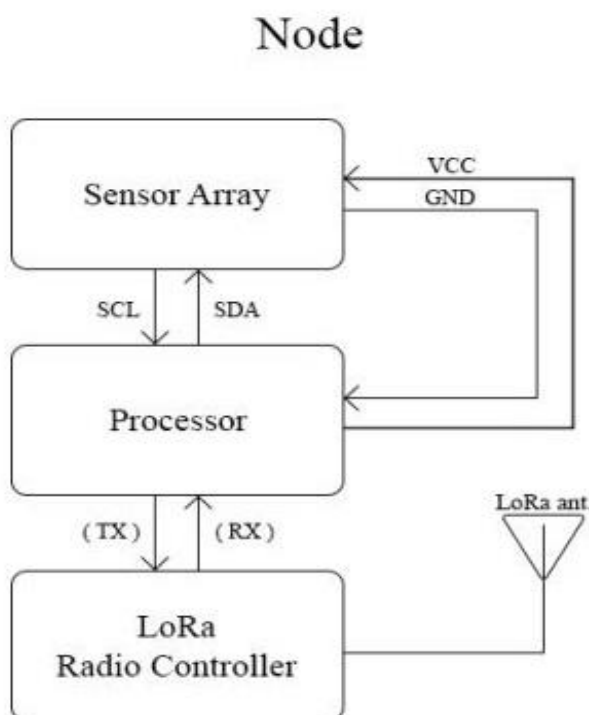 Node
VCC
Sensor Array
GND
SCL
SDA
Processor
LoRa ant
( TX )
( RX )
LoRa
Radio Controller